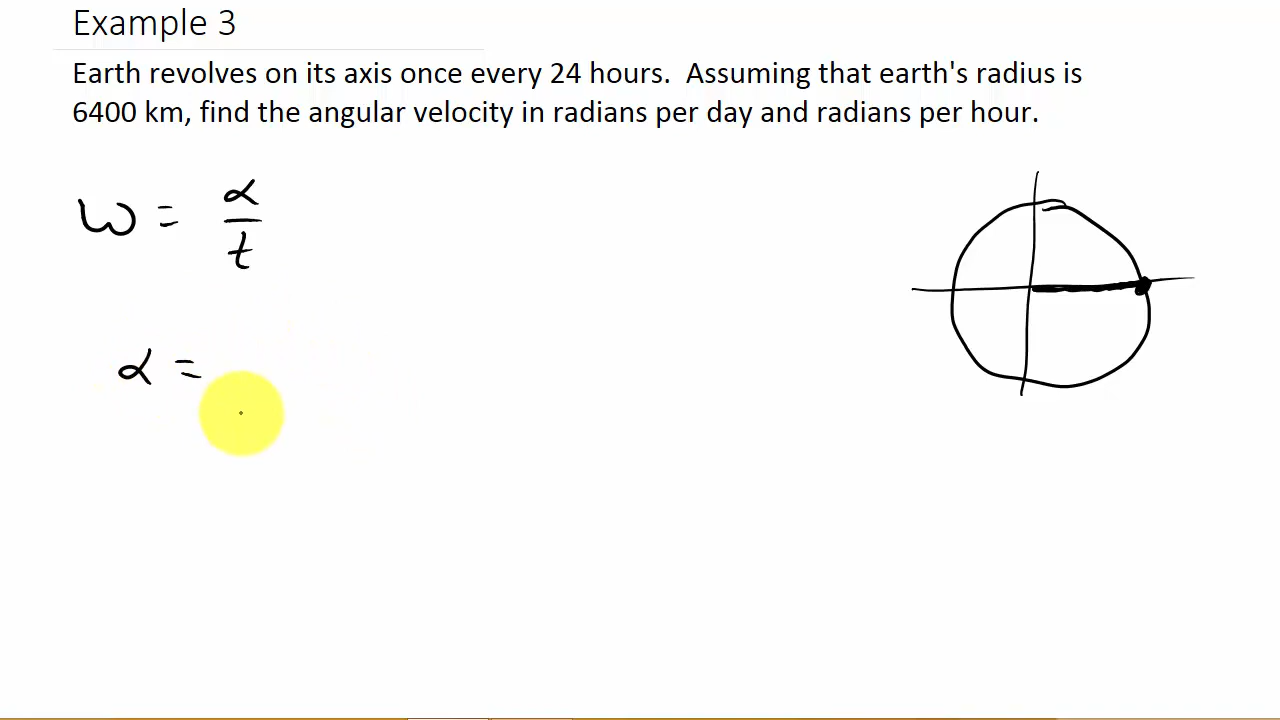 Example 3
Earth revolves on its axis once every 24 hours.  Assuming that earth's radius is
6400 km, find the angular velocity in radians per day and radians per hour.
ω = α/t
α =